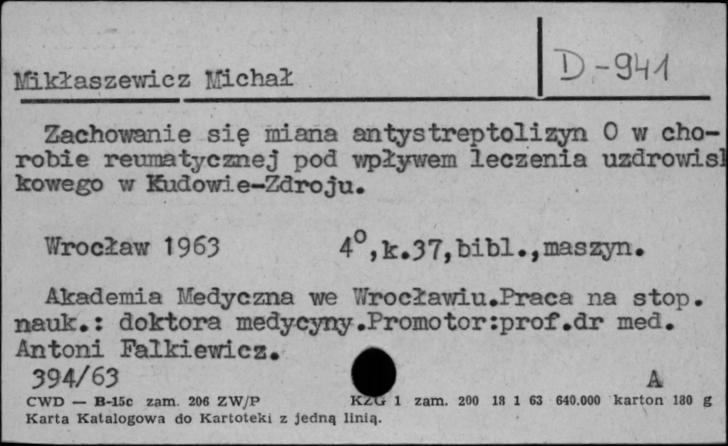 Mikłaszewicz Michał
D-941
Zachowanie się miana antystreptolizyn O w cho-
robie reumatycznej pod wpływem leczenia uzdrowisk
kowego w Kudowie-Zdroju.
Wrocław 1963 4°,k.37,bibl.,maszyn.
Akademia Medyczna we Wrocławiu.Praca na stop.
nauk.: doktora medycyny.Promotor:prof.dr med.
Antoni Falkiewicz.
394/63 A
CWD — B-15c zam. 206 ZW/P KZG 1 zam. 200 18 1 63 640.000 karton 180 g
Karta Katalogowa do Kartoteki z jedną linią.